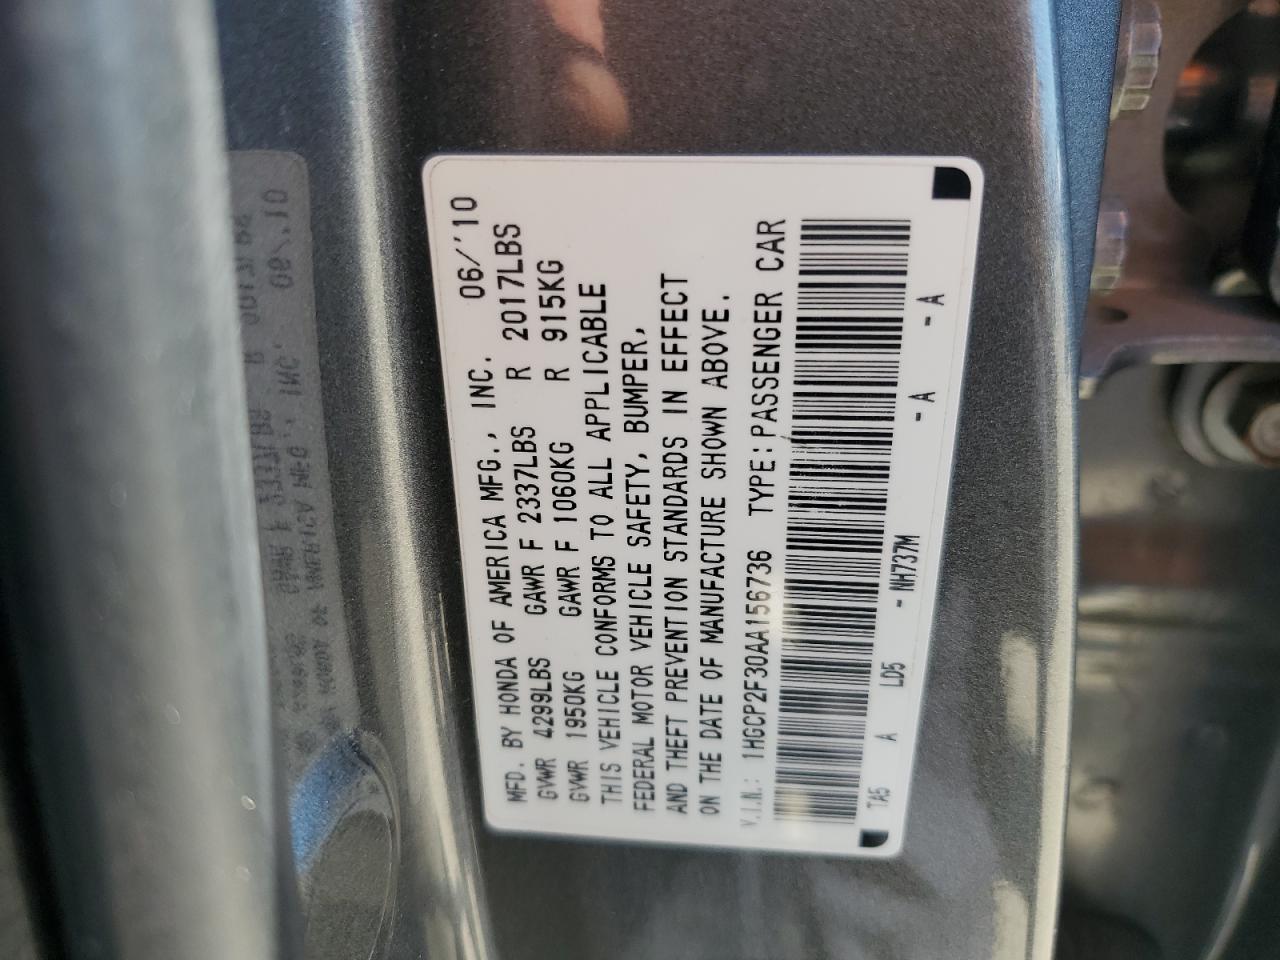 MFD. BY HONDA OF AMERICA MFG., INC. 06/'10
GVWR 4299LBS GAWR F 2337LBS R 2017LBS
GVWR 1950KG GAWR F 1060KG R 915KG
THIS VEHICLE CONFORMS TO ALL APPLICABLE
FEDERAL MOTOR VEHICLE SAFETY, BUMPER,
AND THEFT PREVENTION STANDARDS IN EFFECT
ON THE DATE OF MANUFACTURE SHOWN ABOVE.
V.I.N.: 1HGCP2F30AA156736 TYPE: PASSENGER CAR
TA5 A LD5 - NH737M - A - A